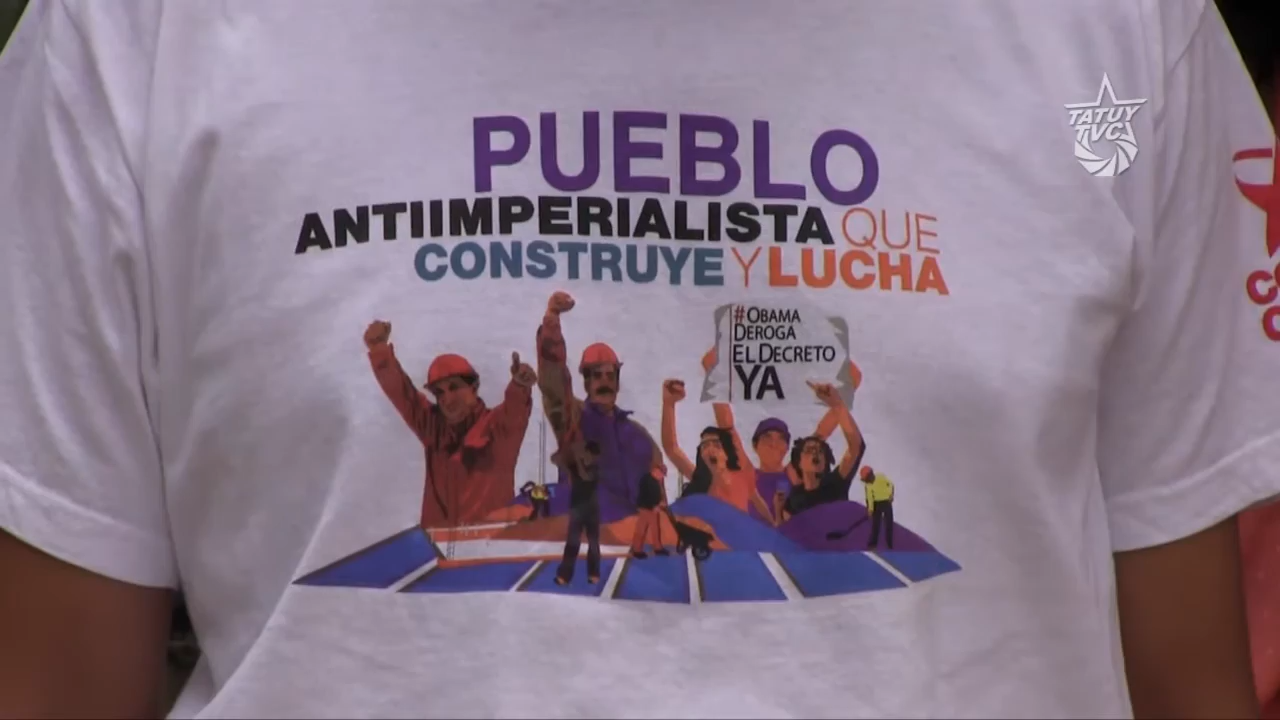 PUEBLO
ANTIIMPERIALISTA QUE
CONSTRUYE Y LUCHA
#OBAMA
DEROGA
EL DECRETO
YA
TATUY
TVC